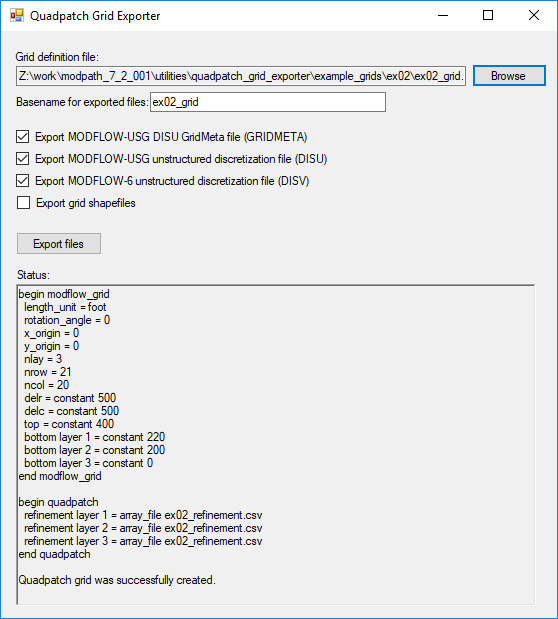 Quadpatch Grid Exporter
Grid definition file:
Z:\work\modpath_7_2_001\utilities\quadpatch_grid_exporter\example_grids\ex02\ex02_grid. Browse
Basename for exported files: ex02_grid
Export MODFLOW-USG DISU GridMeta file (GRIDMETA)
Export MODFLOW-USG unstructured discretization file (DISU)
Export MODFLOW-6 unstructured discretization file (DISV)
Export grid shapefiles
Export files
Status:
begin modflow_grid
length_unit = foot
rotation_angle = 0
x_origin = 0
y_origin = 0
nlay = 3
nrow = 21
ncol = 20
delr = constant 500
delc = constant 500
top = constant 400
bottom layer 1 = constant 220
bottom layer 2 = constant 200
bottom layer 3 = constant 0
end modflow_grid
begin quadpatch
refinement layer 1 = array_file ex02_refinement.csv
refinement layer 2 = array_file ex02_refinement.csv
refinement layer 3 = array_file ex02_refinement.csv
end quadpatch
Quadpatch grid was successfully created.